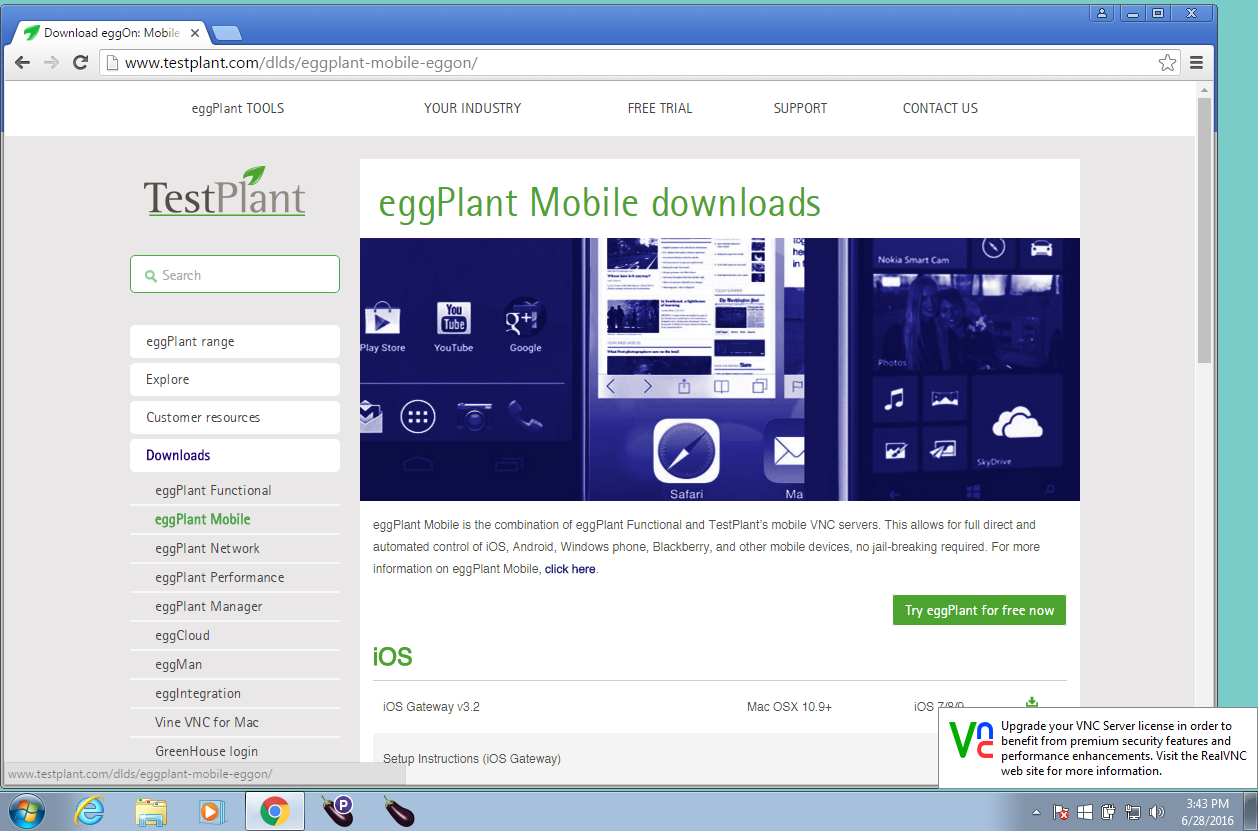 Download eggOn: Mobile
www.testplant.com/dlds/eggplant-mobile-eggon/
eggPlant TOOLS
YOUR INDUSTRY
FREE TRIAL
SUPPORT
CONTACT US
TestPlant
Search
eggPlant range
Explore
Customer resources
Downloads
eggPlant Functional
eggPlant Mobile
eggPlant Network
eggPlant Performance
eggPlant Manager
eggCloud
eggMan
eggIntegration
Vine VNC for Mac
GreenHouse login
eggPlant Mobile downloads
Play Store
You Tube
YouTube
g+1
Google
The Washington Post
Safari
Ma
Nokia Smart Cam
Photos
SkyDrive
eggPlant Mobile is the combination of eggPlant Functional and TestPlant's mobile VNC servers. This allows for full direct and
automated control of iOS, Android, Windows phone, Blackberry, and other mobile devices, no jail-breaking required. For more
information on eggPlant Mobile, click here.
Try eggPlant for free now
iOS
iOS Gateway v3.2
Mac OSX 10.9+
iOS 7/8/9
Setup Instructions (iOS Gateway)
www.testplant.com/dlds/eggplant-mobile-eggon/
Vnc
Upgrade your VNC Server license in order to
benefit from premium security features and
performance enhancements. Visit the RealVNC
web site for more information.
P
3:43 PM
6/28/2016